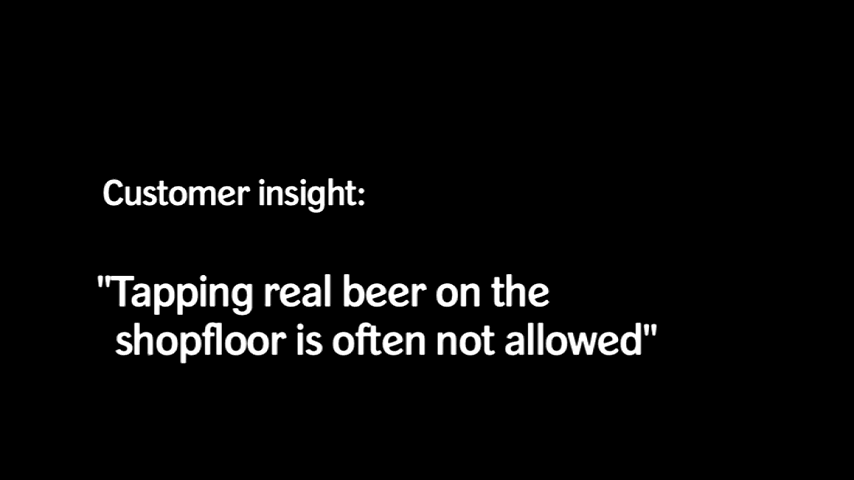 Customer insight:
"Tapping real beer on the
shopfloor is often not allowed"